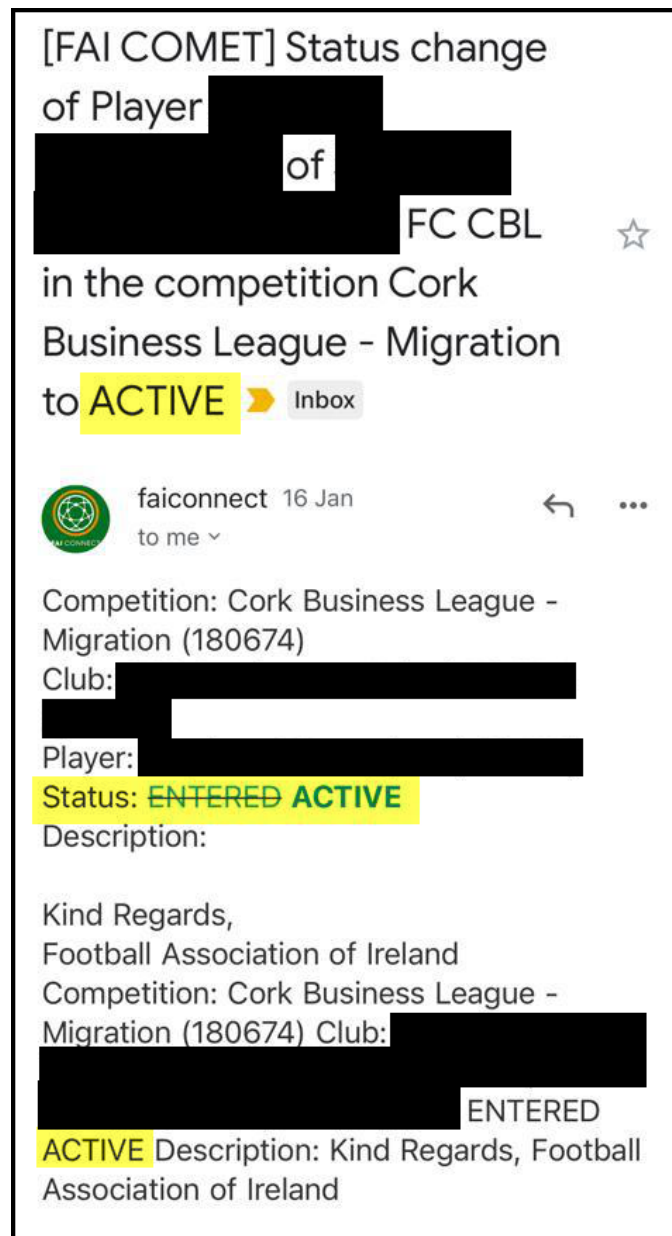 [FAI COMET] Status change
of Player
of
FC CBL
in the competition Cork
Business League - Migration
to ACTIVE Inbox
faiconnect 16 Jan
to me
FAI CONNECT
Competition: Cork Business League -
Migration (180674)
Club:
Player:
Status: ENTERED ACTIVE
Description:
Kind Regards,
Football Association of Ireland
Competition: Cork Business League -
Migration (180674) Club:
ENTERED
ACTIVE Description: Kind Regards, Football
Association of Ireland